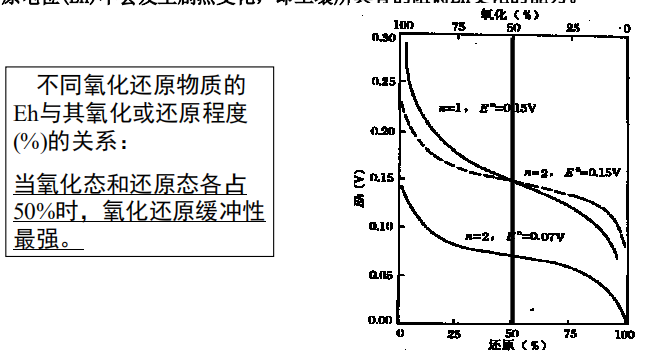 氧化（%）
100 75 50 25 0
不同氧化还原物质的
Eh与其氧化或还原程度
(%)的关系：
当氧化态和还原态各占
50%时，氧化还原缓冲性
最强。
0.30
0.25
0.20
0.15
0.10
0.05
0.00
Eh（V）
n=1，E°=0.15V
n=2，E°=0.15V
n=2，E°=0.07V
0 25 50 75 100
还原（%）